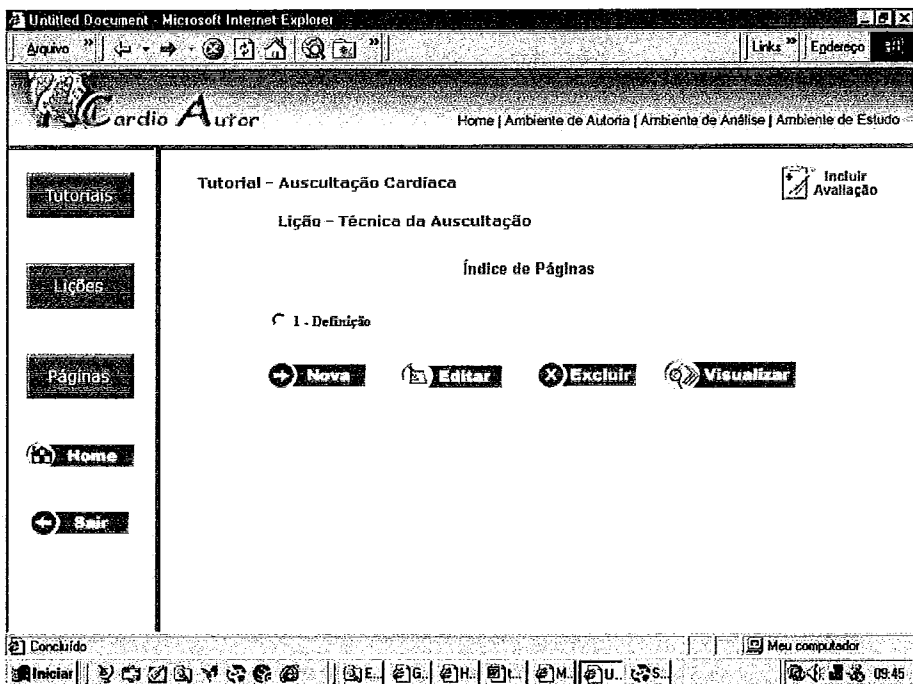 Untitled Document - Microsoft Internet Explorer
Arquivo » Links » Endereço
Cardio Autor
Home | Ambiente de Autoria | Ambiente de Análise | Ambiente de Estudo
Tutoriais
Lições
Páginas
Home
Sair
Tutorial - Auscultação Cardíaca
Incluir
Avaliação
Lição - Técnica da Auscultação
Índice de Páginas
1 - Definição
Nova Editar Excluir Visualizar
Concluído Meu computador
Iniciar E... G.. H.. t... M.. U.. S... 09:45